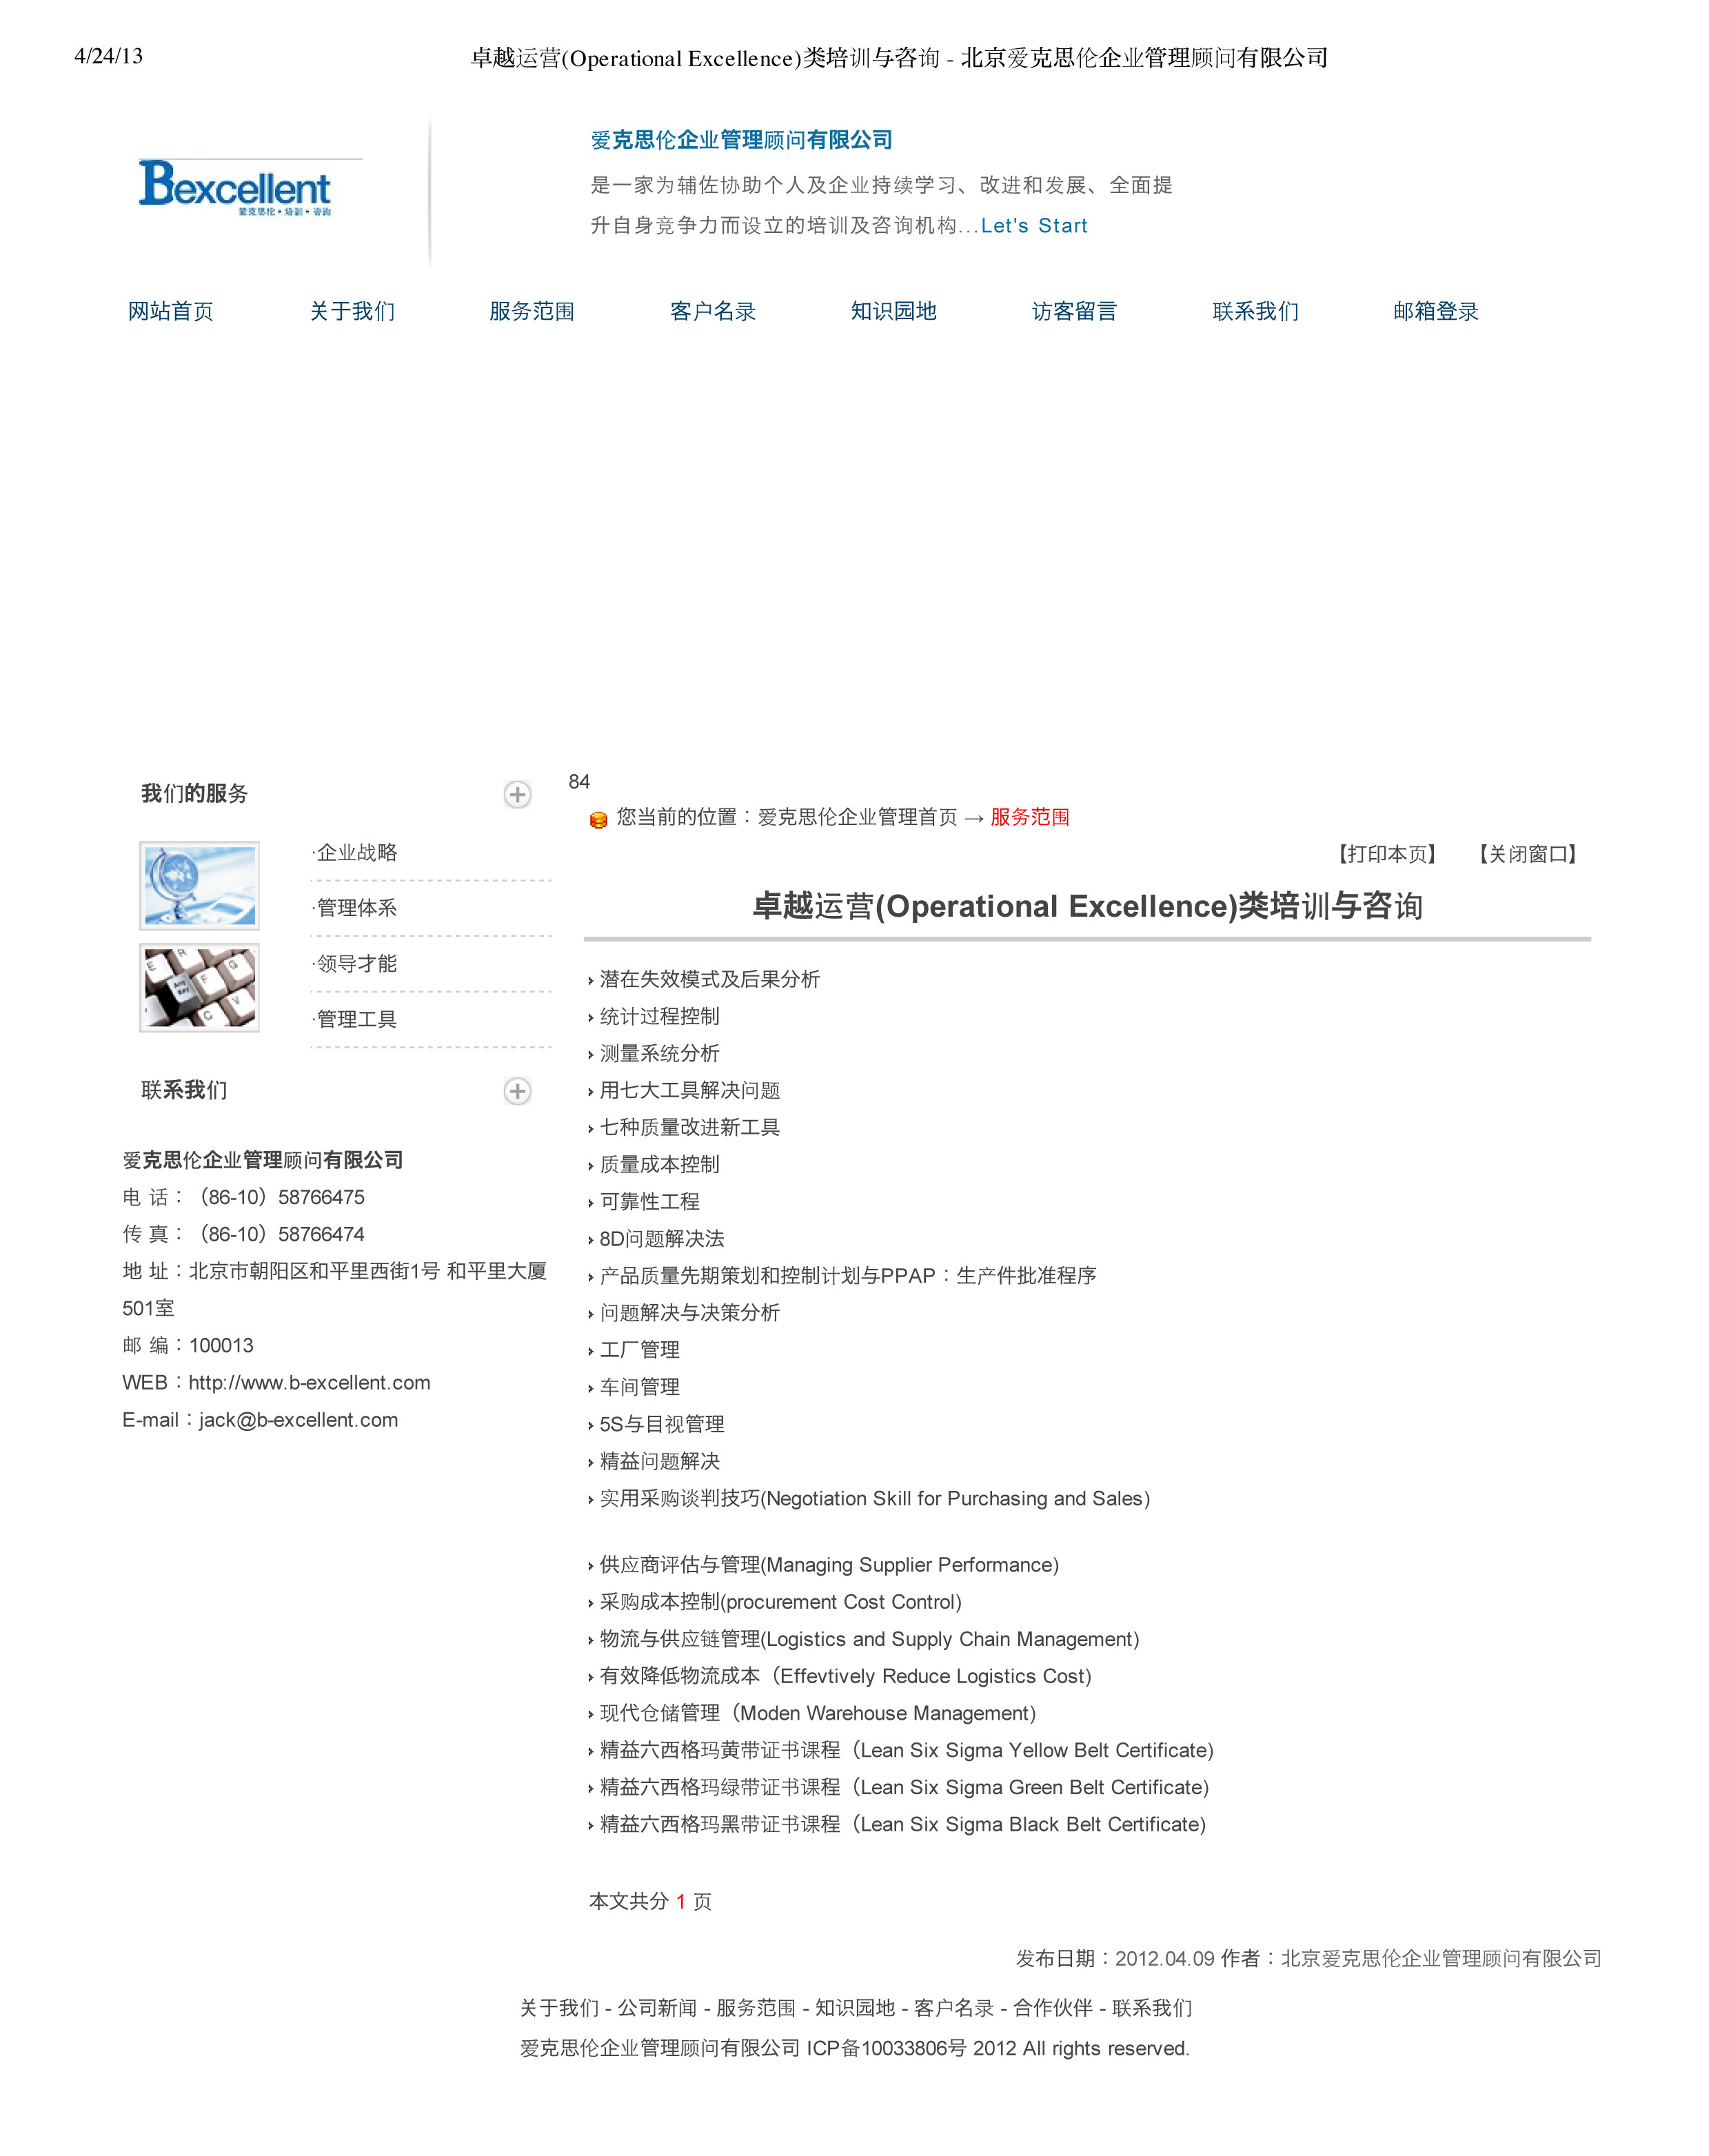 4/24/13
卓越运营(Operational Excellence)类培训与咨询 - 北京爱克思伦企业管理顾问有限公司
Bexcellent
爱克思伦•培训•咨询
爱克思伦企业管理顾问有限公司
是一家为辅佐协助个人及企业持续学习、改进和发展、全面提
升自身竞争力而设立的培训及咨询机构...Let's Start
网站首页 关于我们 服务范围 客户名录 知识园地 访客留言 联系我们 邮箱登录
我们的服务
·企业战略
·管理体系
·领导才能
·管理工具
联系我们
爱克思伦企业管理顾问有限公司
电 话：（86-10）58766475
传 真：（86-10）58766474
地 址：北京市朝阳区和平里西街1号 和平里大厦
501室
邮 编：100013
WEB：http://www.b-excellent.com
E-mail：jack@b-excellent.com
84
您当前的位置：爱克思伦企业管理首页 → 服务范围
【打印本页】 【关闭窗口】
卓越运营(Operational Excellence)类培训与咨询
潜在失效模式及后果分析
统计过程控制
测量系统分析
用七大工具解决问题
七种质量改进新工具
质量成本控制
可靠性工程
8D问题解决法
产品质量先期策划和控制计划与PPAP：生产件批准程序
问题解决与决策分析
工厂管理
车间管理
5S与目视管理
精益问题解决
实用采购谈判技巧(Negotiation Skill for Purchasing and Sales)
供应商评估与管理(Managing Supplier Performance)
采购成本控制(procurement Cost Control)
物流与供应链管理(Logistics and Supply Chain Management)
有效降低物流成本（Effevtively Reduce Logistics Cost)
现代仓储管理（Moden Warehouse Management)
精益六西格玛黄带证书课程（Lean Six Sigma Yellow Belt Certificate)
精益六西格玛绿带证书课程（Lean Six Sigma Green Belt Certificate)
精益六西格玛黑带证书课程（Lean Six Sigma Black Belt Certificate)
本文共分 1 页
发布日期：2012.04.09 作者：北京爱克思伦企业管理顾问有限公司
关于我们 - 公司新闻 - 服务范围 - 知识园地 - 客户名录 - 合作伙伴 - 联系我们
爱克思伦企业管理顾问有限公司 ICP备10033806号 2012 All rights reserved.